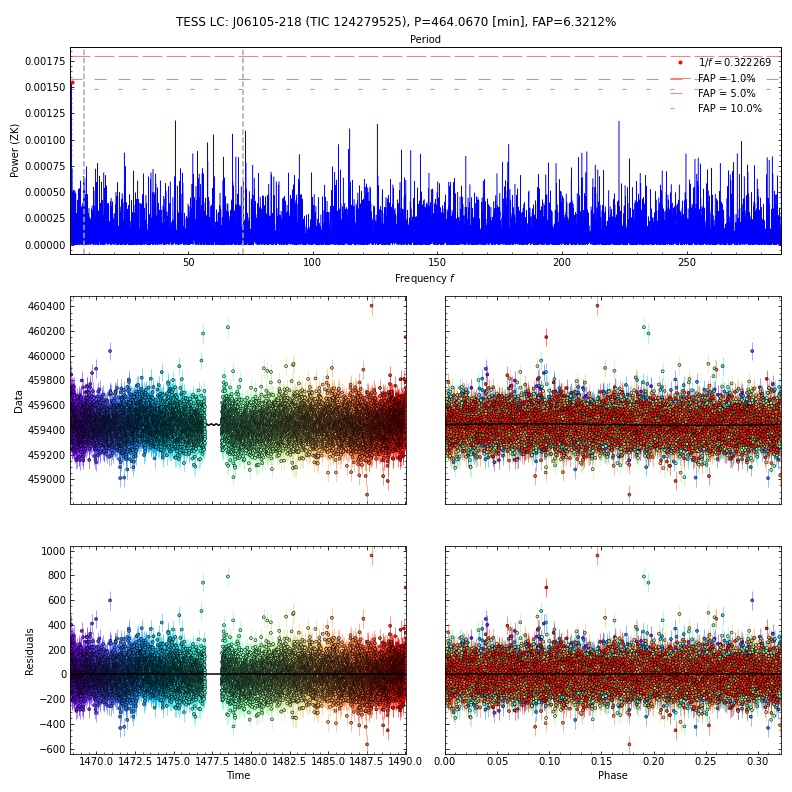 TESS LC: J06105-218 (TIC 124279525), P=464.0670 [min], FAP=6.3212%
Period
Power (ZK)
0.00175
0.00150
0.00125
0.00100
0.00075
0.00050
0.00025
0.00000
1/f = 0.322269
FAP = 1.0%
FAP = 5.0%
FAP = 10.0%
50 100 150 200 250
Frequency f
Data
460400
460200
460000
459800
459600
459400
459200
459000
Residuals
1000
800
600
400
200
0
−200
−400
−600
1470.0 1472.5 1475.0 1477.5 1480.0 1482.5 1485.0 1487.5 1490.0
Time
0.00 0.05 0.10 0.15 0.20 0.25 0.30
Phase